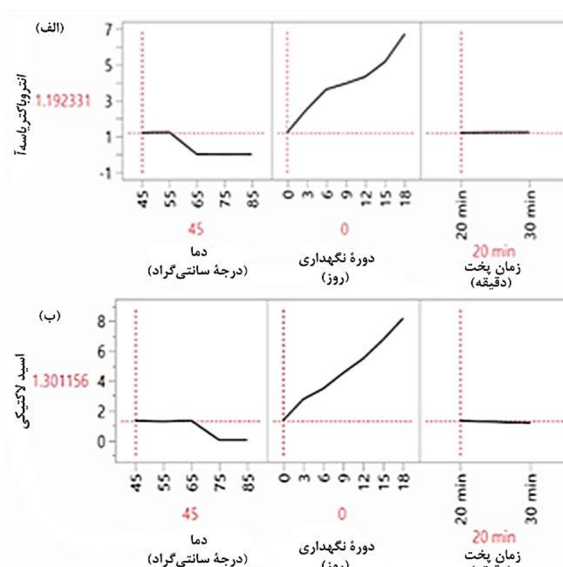 (الف)
انتروباکتریاسه‌آ
1.192331
7
5
3
1
-1
45 55 65 75 85
0 3 6 9 12 15 18
20 min 30 min
45
0
20 min
دما
(درجهٔ سانتی‌گراد)
دورهٔ نگهداری
(روز)
زمان پخت
(دقیقه)
(ب)
اسید لاکتیکی
1.301156
8
6
4
2
0
45 55 65 75 85
0 3 6 9 12 15 18
20 min 30 min
45
0
20 min
دما
(درجهٔ سانتی‌گراد)
دورهٔ نگهداری
(روز)
زمان پخت